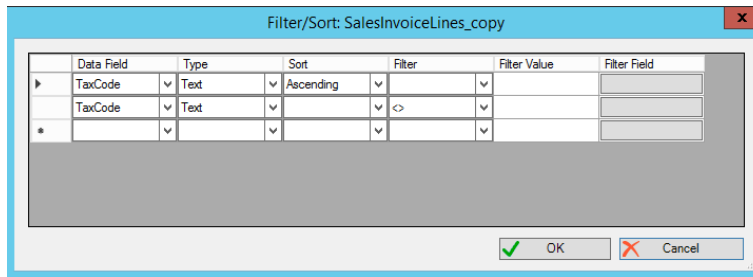 Filter/Sort: SalesInvoiceLines_copy
x
Data Field Type Sort Filter Filter Value Filter Field
TaxCode Text Ascending
TaxCode Text <>
*
OK Cancel